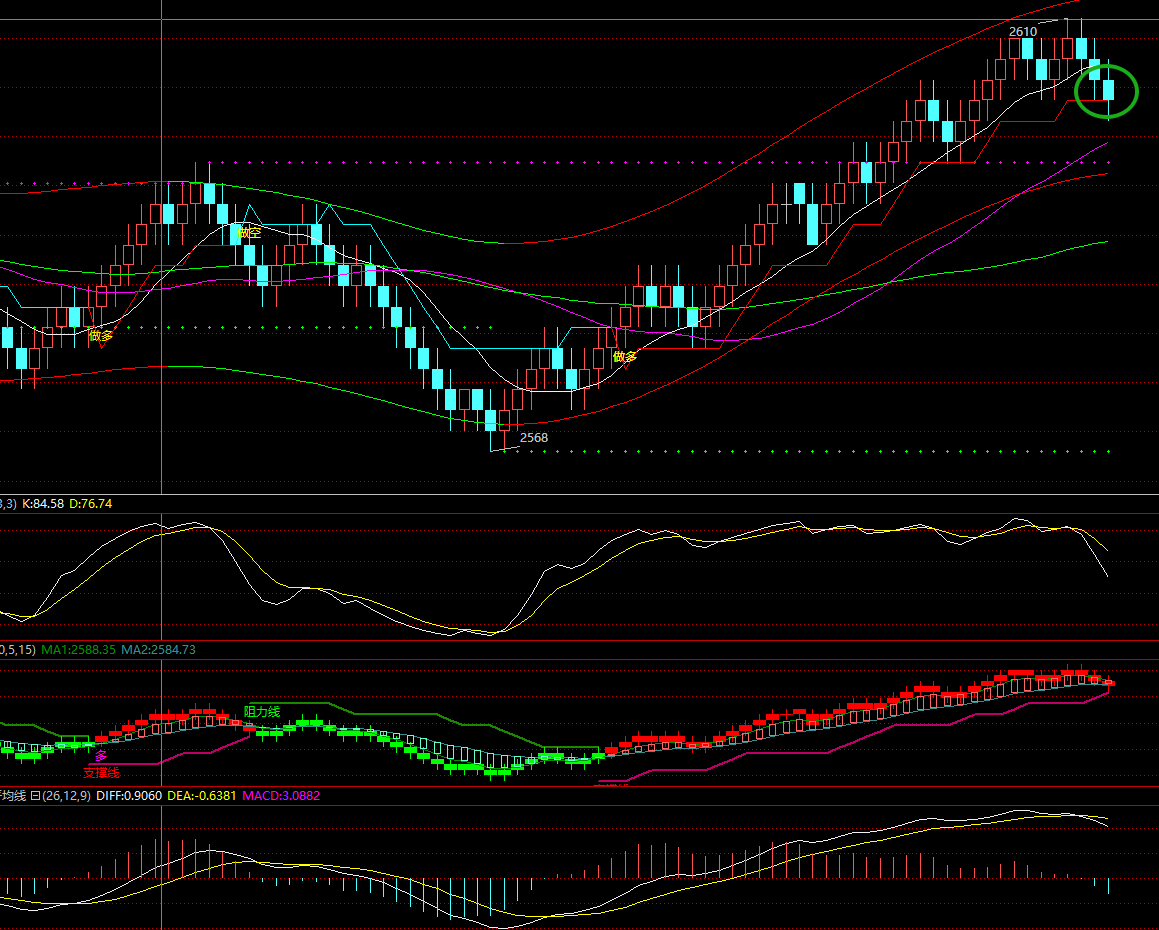 2610
做空
做多
做多
2568
3,3) K:84.58 D:76.74
0,5,15) MA1:2588.35 MA2:2584.73
阻力线
多
支撑线
均线 (26,12,9) DIFF:0.9060 DEA:-0.6381 MACD:3.0882